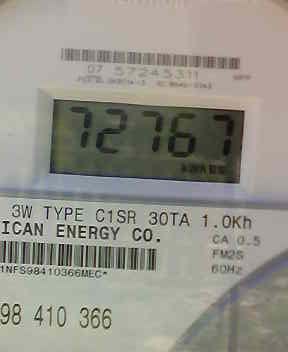 07 57245311
72767
3W TYPE C1SR 30TA 1.0Kh
ICAN ENERGY CO.
CA 0.5
FM2S
60Hz
1NFS98410366MEC*
98 410 366